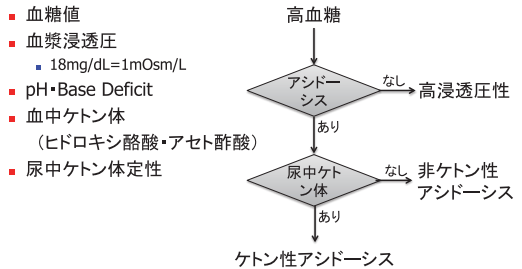 血糖値
血漿浸透圧
18mg/dL=1mOsm/L
pH・Base Deficit
血中ケトン体
（ヒドロキシ酪酸・アセト酢酸）
尿中ケトン体定性
高血糖
アシドー
シス
なし
高浸透圧性
あり
尿中ケト
ン体
なし
非ケトン性
アシドーシス
あり
ケトン性アシドーシス